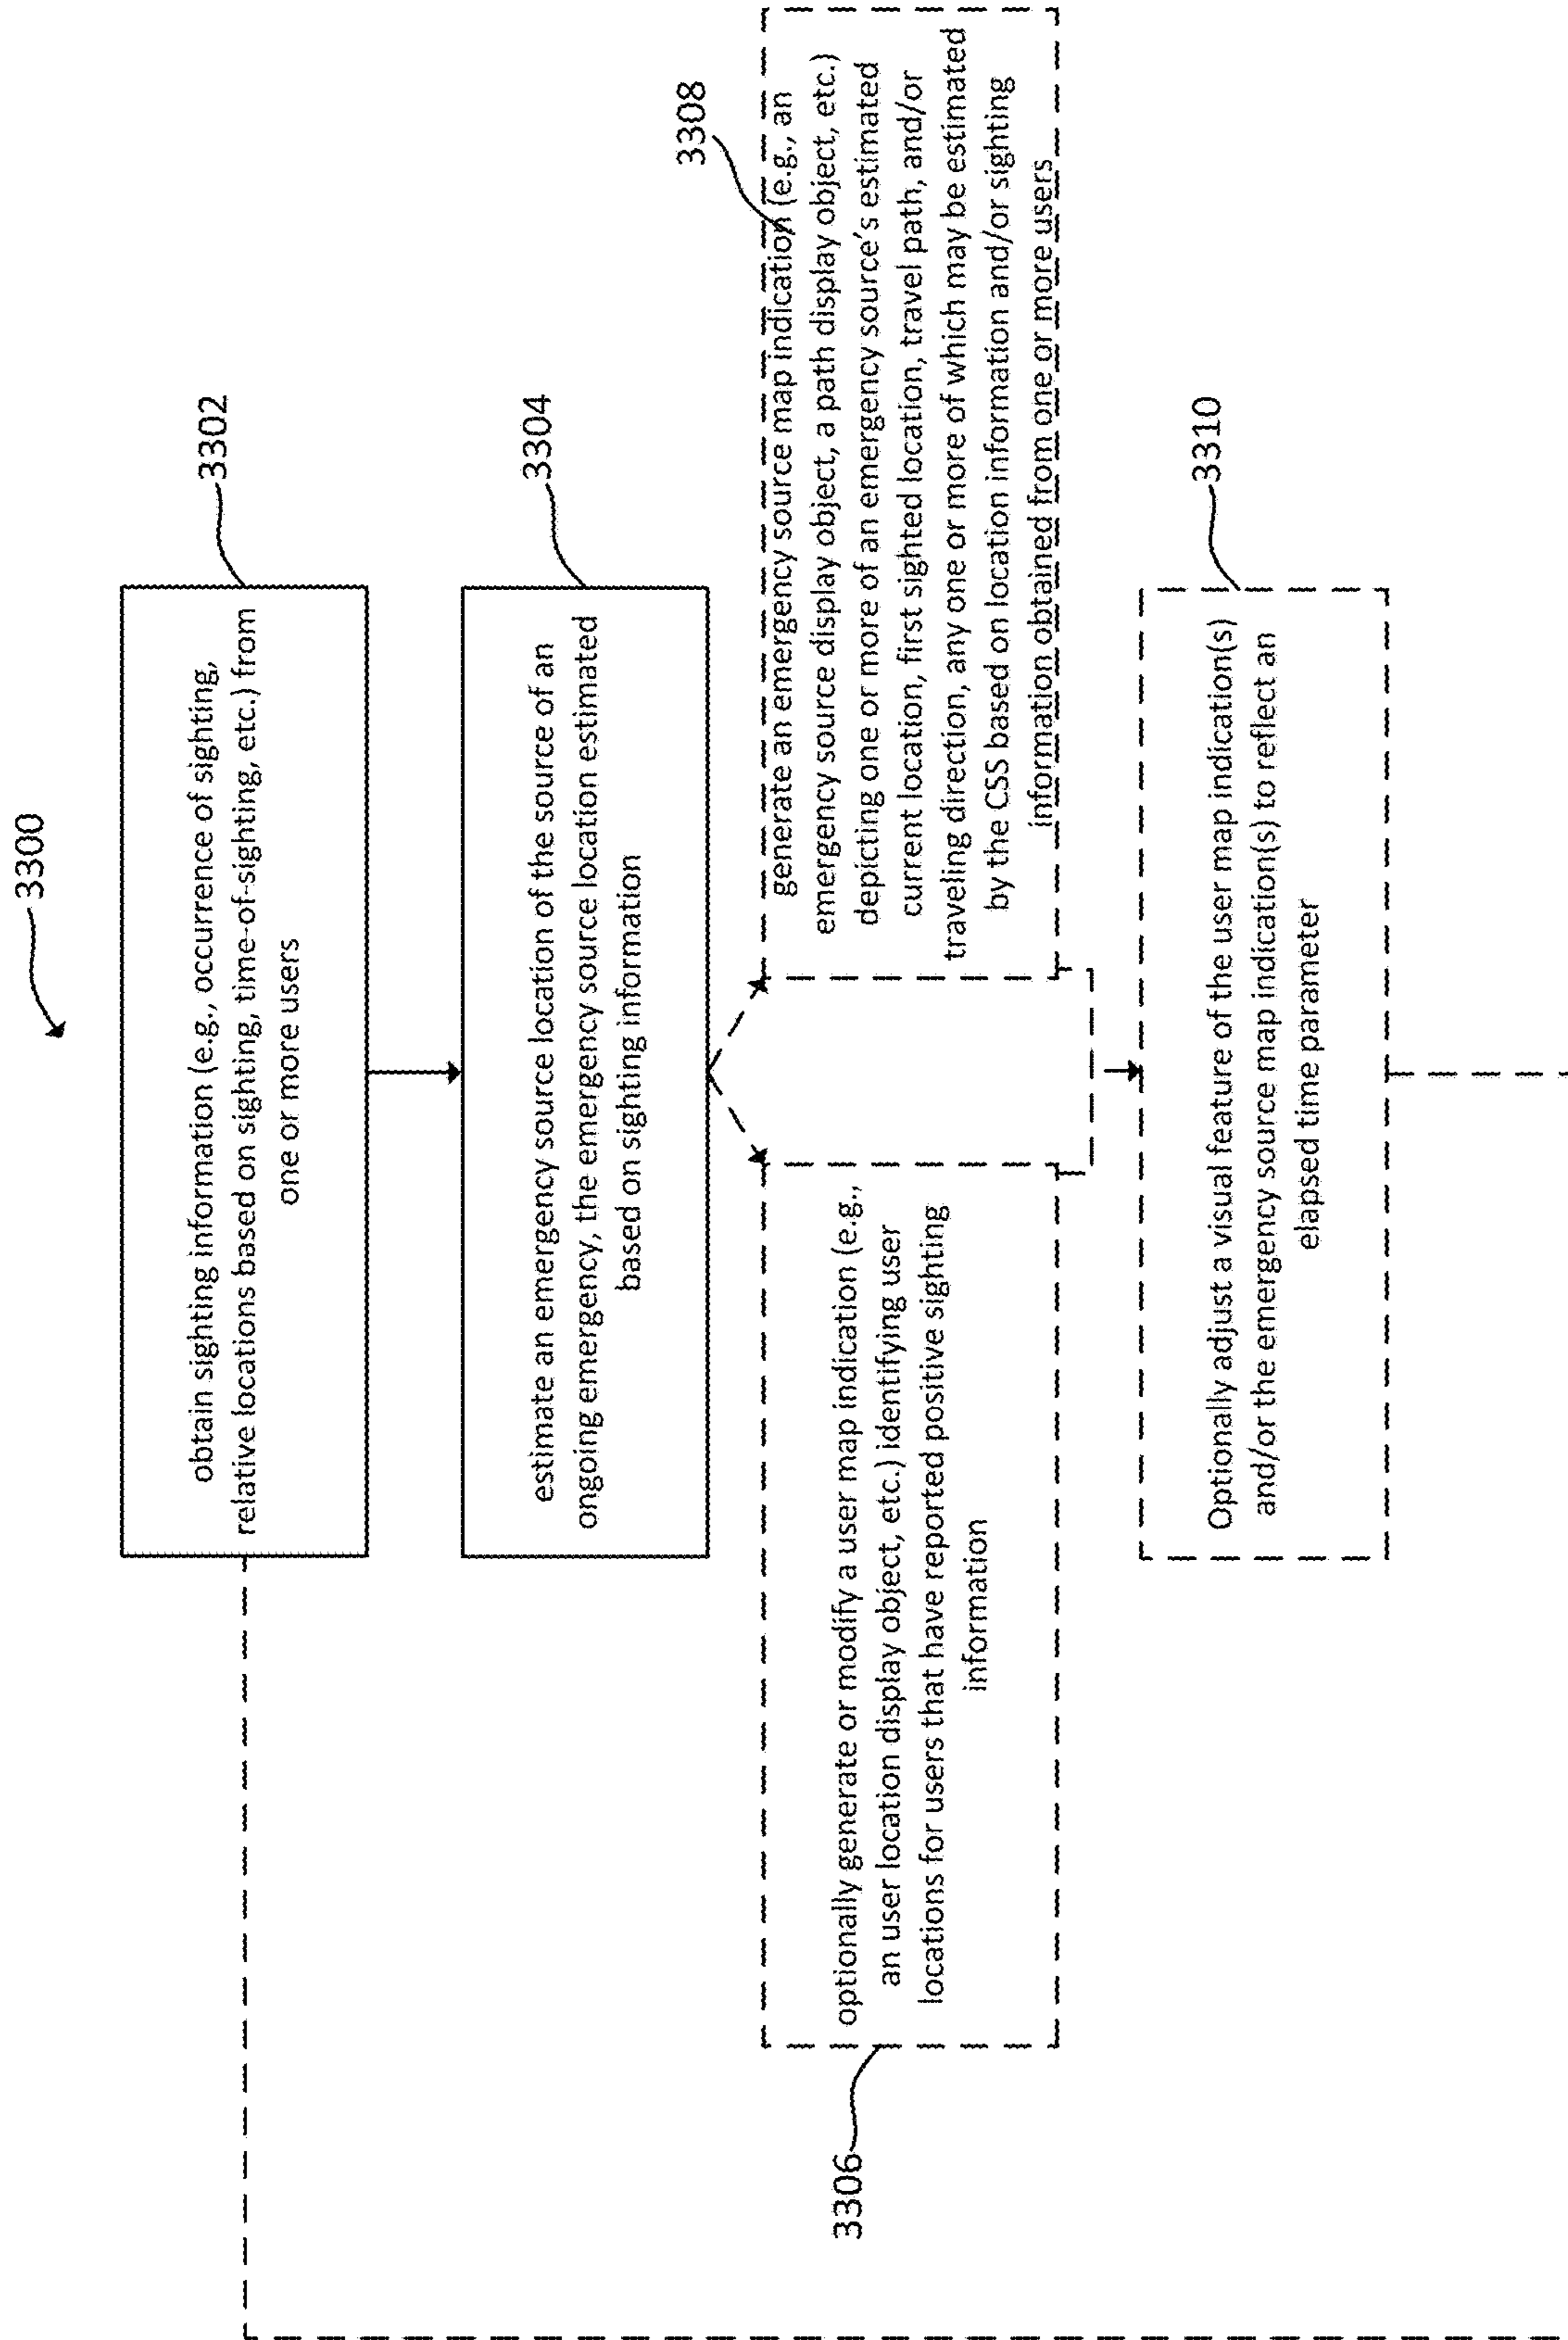 3300
3302
obtain sighting information (e.g., occurrence of sighting,
relative locations based on sighting, time-of-sighting, etc.) from
one or more users
3304
estimate an emergency source location of the source of an
ongoing emergency, the emergency source location estimated
based on sighting information
3306
optionally generate or modify a user map indication (e.g.,
an user location display object, etc.) identifying user
locations for users that have reported positive sighting
information
3308
generate an emergency source map indication (e.g., an
emergency source display object, a path display object, etc.)
depicting one or more of an emergency source's estimated
current location, first sighted location, travel path, and/or
traveling direction, any one or more of which may be estimated
by the CSS based on location information and/or sighting
information obtained from one or more users
3310
Optionally adjust a visual feature of the user map indication(s)
and/or the emergency source map indication(s) to reflect an
elapsed time parameter